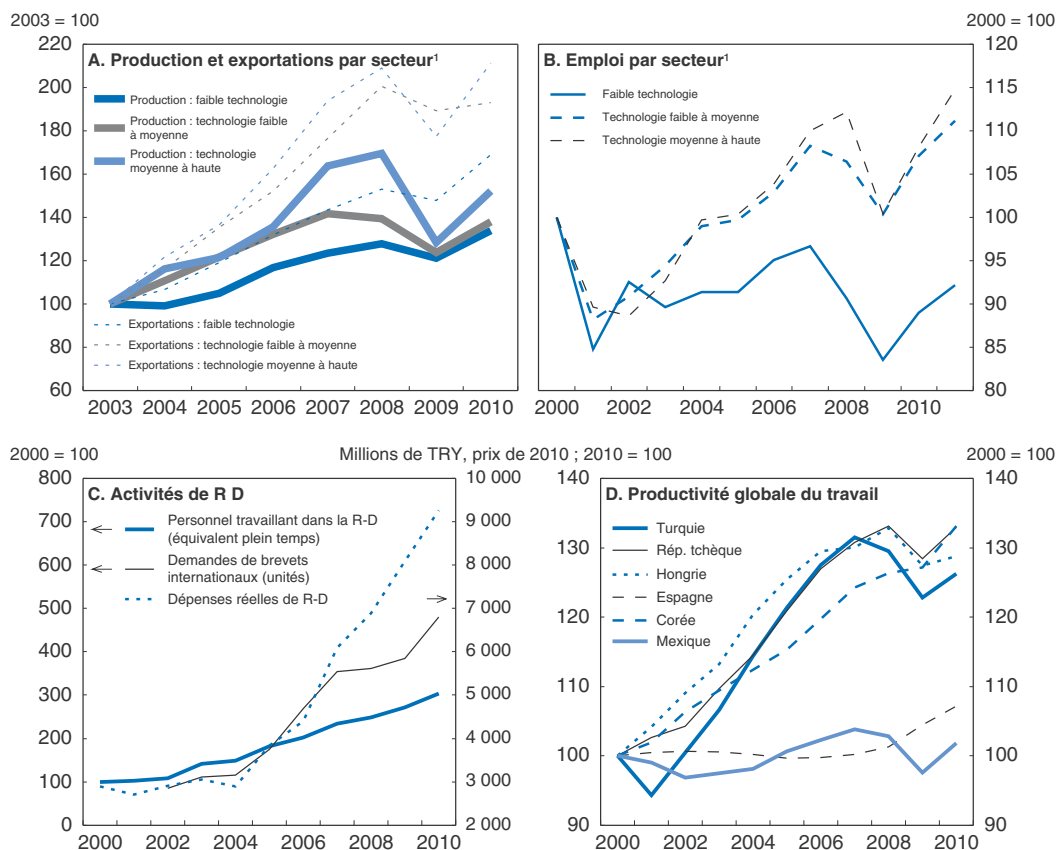 2003 = 100
2000 = 100
A. Production et exportations par secteur¹
Production : faible technologie
Production : technologie faible
à moyenne
Production : technologie
moyenne à haute
Exportations : faible technologie
Exportations : technologie faible à moyenne
Exportations : technologie moyenne à haute
220
200
180
160
140
120
100
80
60
2003 2004 2005 2006 2007 2008 2009 2010
B. Emploi par secteur¹
Faible technologie
Technologie faible à moyenne
Technologie moyenne à haute
120
115
110
105
100
95
90
85
80
2000 2002 2004 2006 2008 2010
2000 = 100
Millions de TRY, prix de 2010 ; 2010 = 100
2000 = 100
C. Activités de R D
Personnel travaillant dans la R-D
(équivalent plein temps)
Demandes de brevets
internationaux (unités)
Dépenses réelles de R-D
800
700
600
500
400
300
200
100
0
10 000
9 000
8 000
7 000
6 000
5 000
4 000
3 000
2 000
2000 2002 2004 2006 2008 2010
D. Productivité globale du travail
Turquie
Rép. tchèque
Hongrie
Espagne
Corée
Mexique
140
130
120
110
100
90
140
130
120
110
100
90
2000 2002 2004 2006 2008 2010